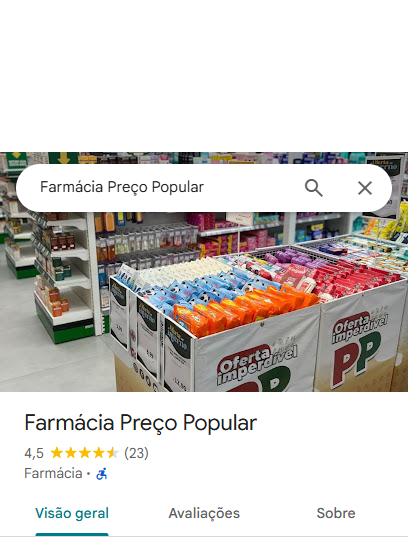 Farmácia Preço Popular
Oferta
imperdível
PP
Oferta
imperdível
PP
Farmácia Preço Popular
4,5 (23)
Farmácia ·
Visão geral Avaliações Sobre